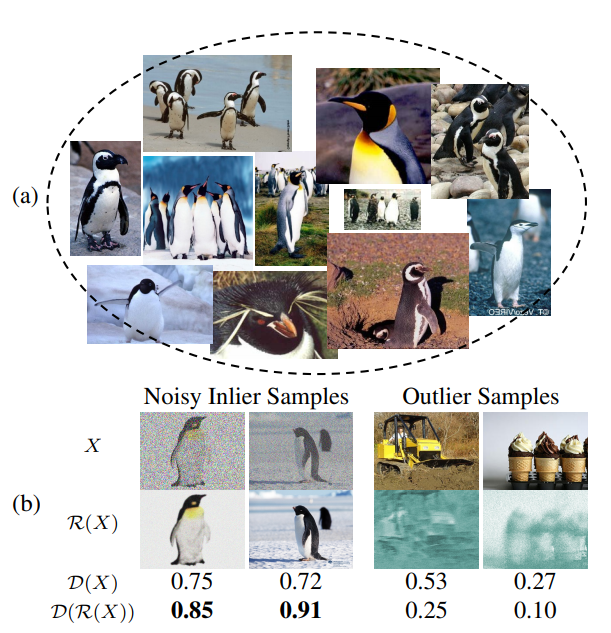 (a)
Noisy Inlier Samples Outlier Samples
X
(b)
R(X)
D(X) 0.75 0.72 0.53 0.27
D(R(X)) 0.85 0.91 0.25 0.10